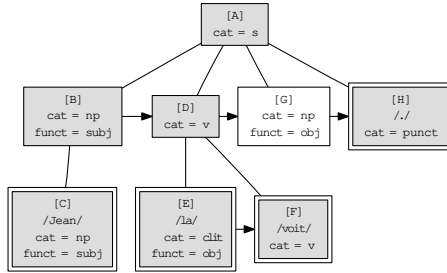 [A]
cat = s
[B]
cat = np
funct = subj
[D]
cat = v
[G]
cat = np
funct = obj
[H]
/./
cat = punct
[C]
/Jean/
cat = np
funct = subj
[E]
/la/
cat = clit
funct = obj
[F]
/voit/
cat = v